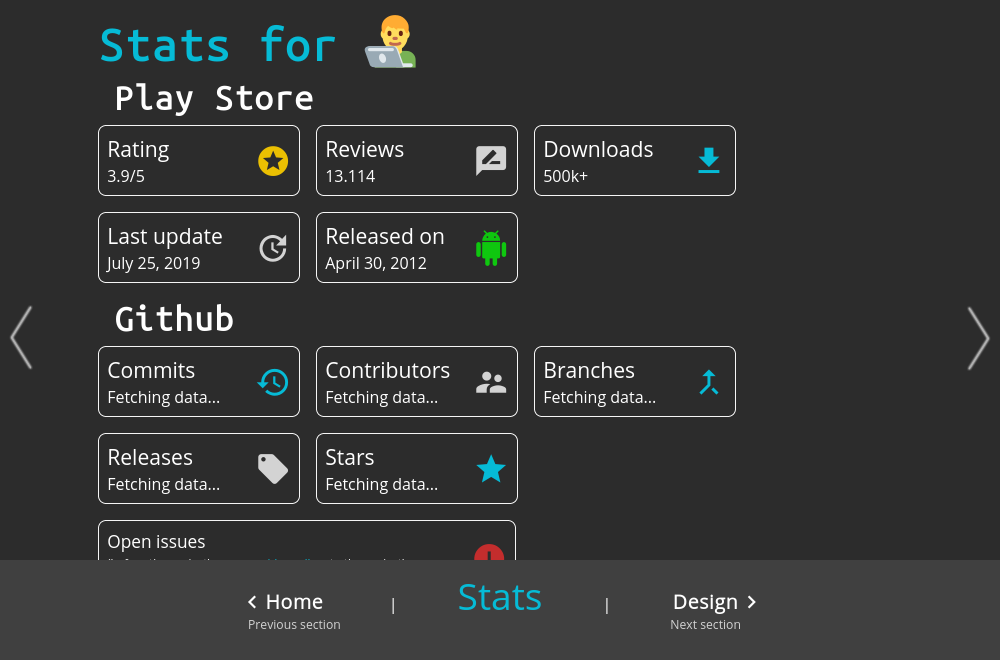 Stats for
Play Store
Rating
3.9/5
Reviews
13.114
Downloads
500k+
Last update
July 25, 2019
Released on
April 30, 2012
Github
Commits
Fetching data...
Contributors
Fetching data...
Branches
Fetching data...
Releases
Fetching data...
Stars
Fetching data...
Open issues
Home
Previous section
|
Stats
|
Design
Next section